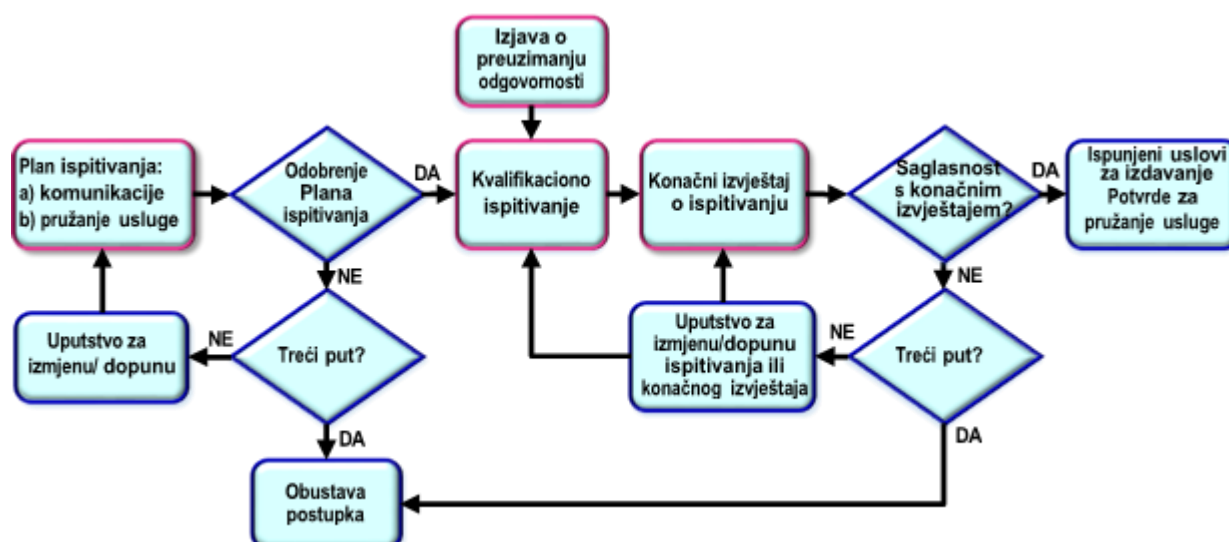 Izjava o
preuzimanju
odgovornosti
Plan ispitivanja:
a) komunikacije
b) pružanje usluge
Odobrenje
Plana
ispitivanja
DA
Kvalifikaciono
ispitivanje
Konačni izvještaj
o ispitivanju
Saglasnost
s konačnim
izvještajem?
DA
Ispunjeni uslovi
za izdavanje
Potvrde za
pružanje usluge
NE
NE
Uputstvo za
izmjenu/ dopunu
NE
Treći put?
Uputstvo za
izmjenu/dopunu
ispitivanja ili
konačnog izvještaja
NE
Treći put?
DA
DA
Obustava
postupka